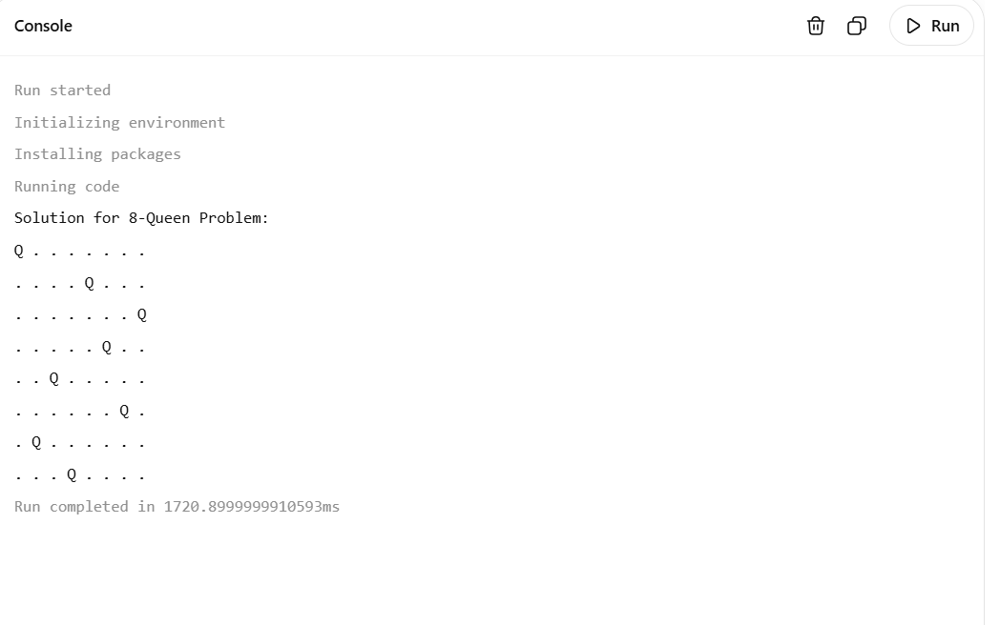 Console
Run
Run started
Initializing environment
Installing packages
Running code
Solution for 8-Queen Problem:
Q . . . . . . .
. . . . Q . . .
. . . . . . . Q
. . . . . Q . .
. . Q . . . . .
. . . . . . Q .
. Q . . . . . .
. . . Q . . . .
Run completed in 1720.8999999910593ms